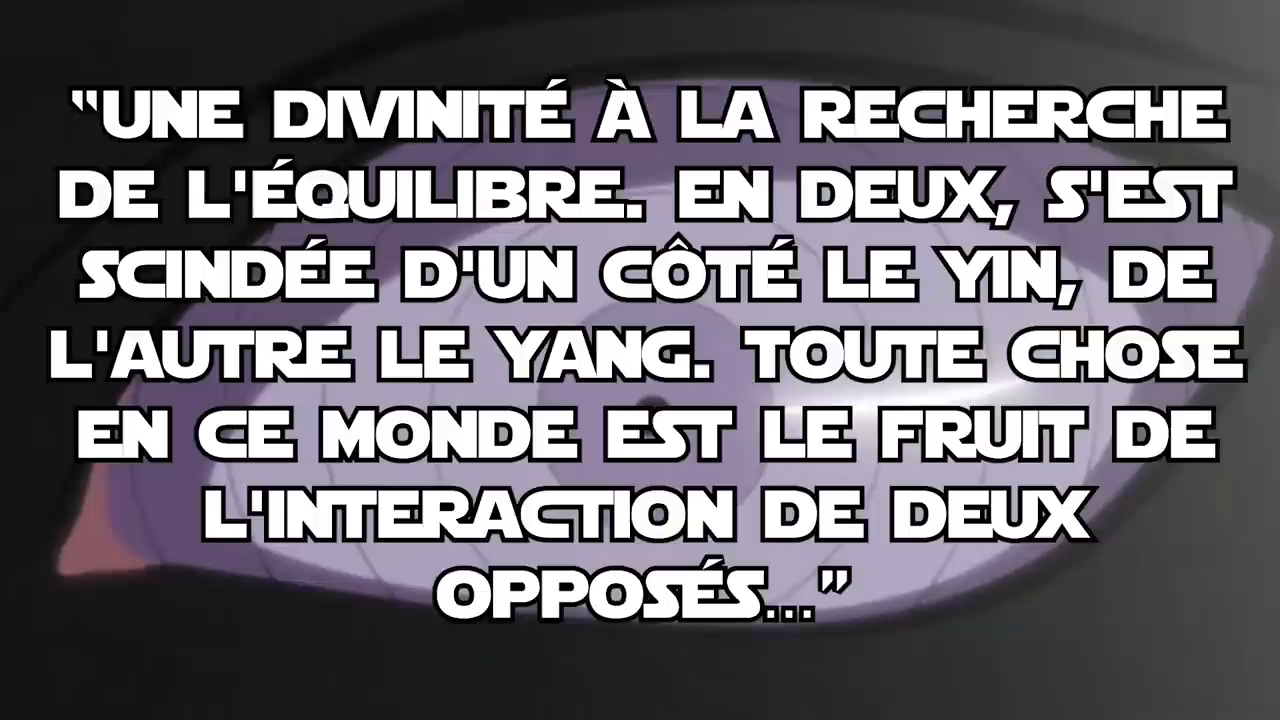 “UNE DIVINITÉ À LA RECHERCHE
DE L'ÉQUILIBRE. EN DEUX, S'EST
SCINDÉE D'UN CÔTÉ LE YIN, DE
L'AUTRE LE YANG. TOUTE CHOSE
EN CE MONDE EST LE FRUIT DE
L'INTERACTION DE DEUX
OPPOSÉS...”